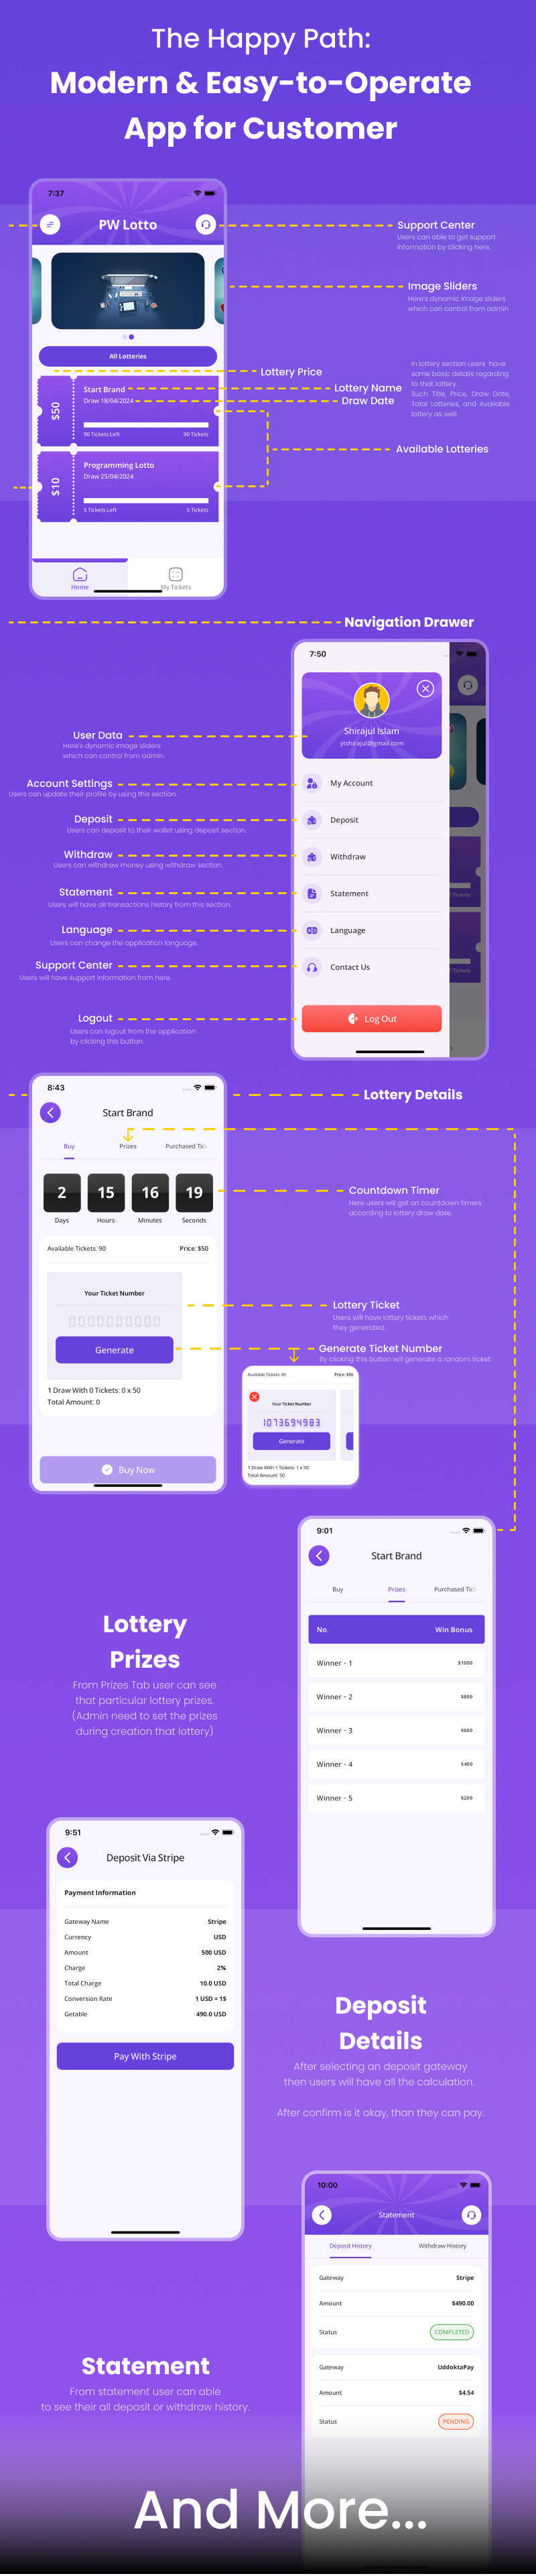 The Happy Path:
Modern & Easy-to-Operate
App for Customer
7:37
PW Lotto
Support Center
Users can able to get support
information by clicking here.
Image Sliders
Here's dynamic image sliders
which can control from admin.
All Lotteries
Lottery Price
In lottery section users have
some basic details regarding
to that lottery.
Such Title, Price, Draw Date,
Total Lotteries, and Available
lottery as well.
$50
Start Brand
Lottery Name
Draw 18/04/2024
Draw Date
90 Tickets Left
90 Tickets
Available Lotteries
$10
Programming Lotto
Draw 25/04/2024
5 Tickets Left
5 Tickets
Home
My Tickets
Navigation Drawer
7:50
Shirajul Islam
ytshirajul@gmail.com
User Data
Here's dynamic image sliders
which can control from admin.
My Account
Account Settings
Users can update their profile by using this section.
Deposit
Deposit
Users can deposit to their wallet using deposit section.
Withdraw
Withdraw
Users can withdraw money using withdraw section.
Statement
Statement
Users will have all transactions history from this section.
Language
Language
Users can change the application language.
Support Center
Contact Us
Users will have support information from here.
Tickets
Tickets
Logout
Log Out
Users can logout from the application
by clicking this button.
8:43
Lottery Details
Start Brand
Buy
Prizes
Purchased Tic
2
15
16
19
Days
Hours
Minutes
Seconds
Countdown Timer
Here users will get an countdown timers
according to lottery draw date.
Available Tickets: 90
Price: $50
Your Ticket Number
Generate
Lottery Ticket
Users will have lottery tickets which
they generated.
Generate Ticket Number
By clicking this button will generate a random ticket.
Available Tickets: 90
Price: $50
Your Ticket Number
1073694983
Generate
1 Draw With 1 Tickets: 1 x 50
Total Amount: 50
1 Draw With 0 Tickets: 0 x 50
Total Amount: 0
Buy Now
9:01
Start Brand
Buy
Prizes
Purchased Tic
No.
Win Bonus
Winner - 1
$1000
Winner - 2
$800
Winner - 3
$600
Winner - 4
$400
Winner - 5
$200
Lottery
Prizes
From Prizes Tab user can see
that particular lottery prizes.
(Admin need to set the prizes
during creation that lottery)
9:51
Deposit Via Stripe
Payment Information
Gateway Name
Stripe
Currency
USD
Amount
500 USD
Charge
2%
Total Charge
10.0 USD
Conversion Rate
1 USD = 1$
Getable
490.0 USD
Pay With Stripe
Deposit
Details
After selecting an deposit gateway
then users will have all the calculation.
After confirm is it okay, than they can pay.
10:00
Statement
Deposit History
Withdraw History
Gateway
Stripe
Amount
$490.00
Status
COMPLETED
Gateway
UddoktaPay
Amount
$4.54
Status
PENDING
Statement
From statement user can able
to see their all deposit or withdraw history.
And More...